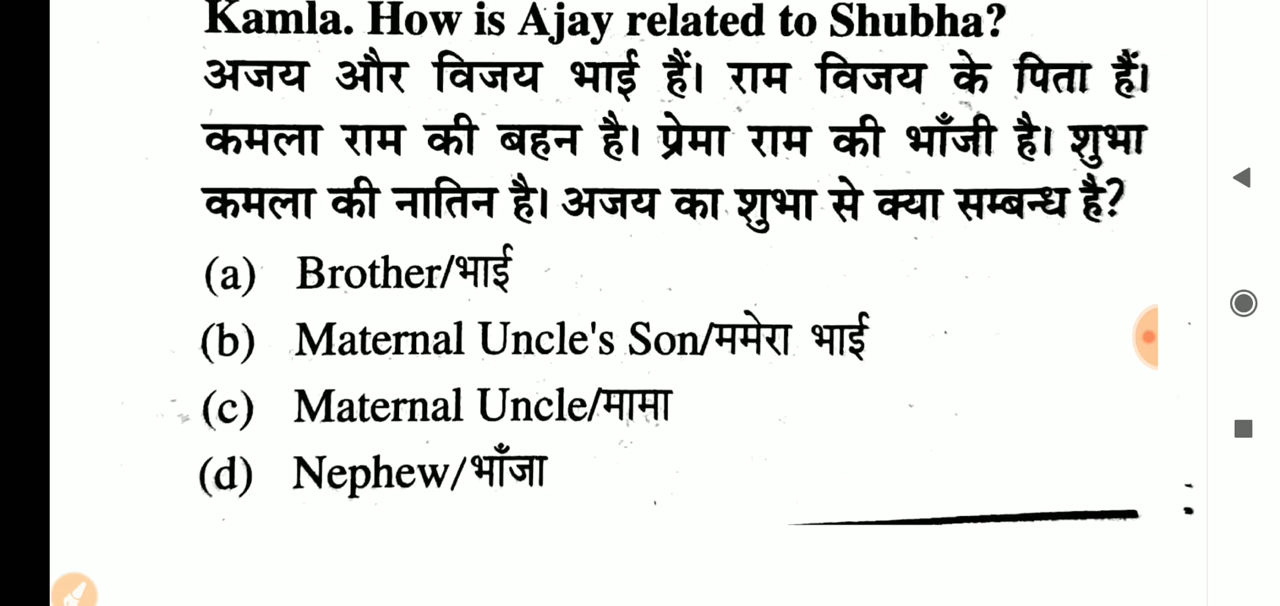 Kamla. How is Ajay related to Shubha?
अजय और विजय भाई हैं। राम विजय के पिता हैं।
कमला राम की बहन है। प्रेमा राम की भाँजी है। शुभा
कमला की नातिन है। अजय का शुभा से क्या सम्बन्ध है?
(a) Brother/भाई
(b) Maternal Uncle's Son/ममेरा भाई
(c) Maternal Uncle/मामा
(d) Nephew/भाँजा